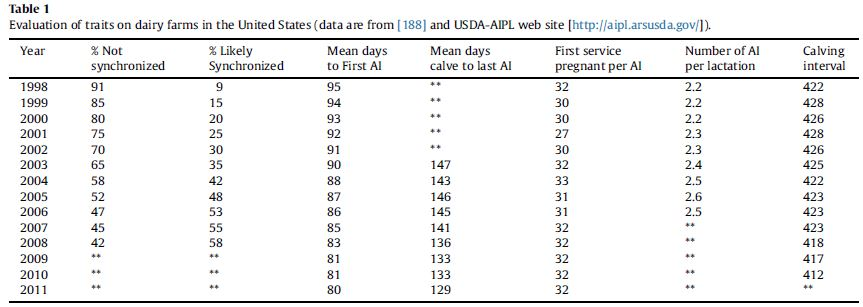 Table 1
Evaluation of traits on dairy farms in the United States (data are from [188] and USDA-AIPL web site [http://aipl.arsusda.gov/]).
Year % Not synchronized % Likely Synchronized Mean days to First AI Mean days calve to last AI First service pregnant per AI Number of AI per lactation Calving interval
1998 91 9 95 ** 32 2.2 422
1999 85 15 94 ** 30 2.2 428
2000 80 20 93 ** 30 2.2 426
2001 75 25 92 ** 27 2.3 428
2002 70 30 91 ** 30 2.3 426
2003 65 35 90 147 32 2.4 425
2004 58 42 88 143 33 2.5 422
2005 52 48 87 146 31 2.6 423
2006 47 53 86 145 31 2.5 423
2007 45 55 85 141 32 ** 423
2008 42 58 83 136 32 ** 418
2009 ** ** 81 133 32 ** 417
2010 ** ** 81 133 32 ** 412
2011 ** ** 80 129 32 ** **